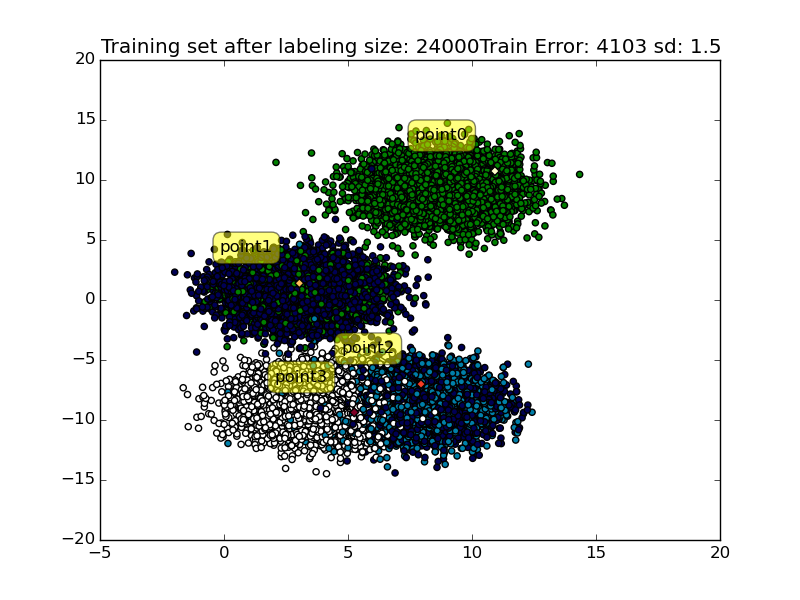 Training set after labeling size: 24000Train Error: 4103 sd: 1.5
20
15
point0
10
5
point1
0
point2
−5
point3
−10
−15
−20
−5 0 5 10 15 20